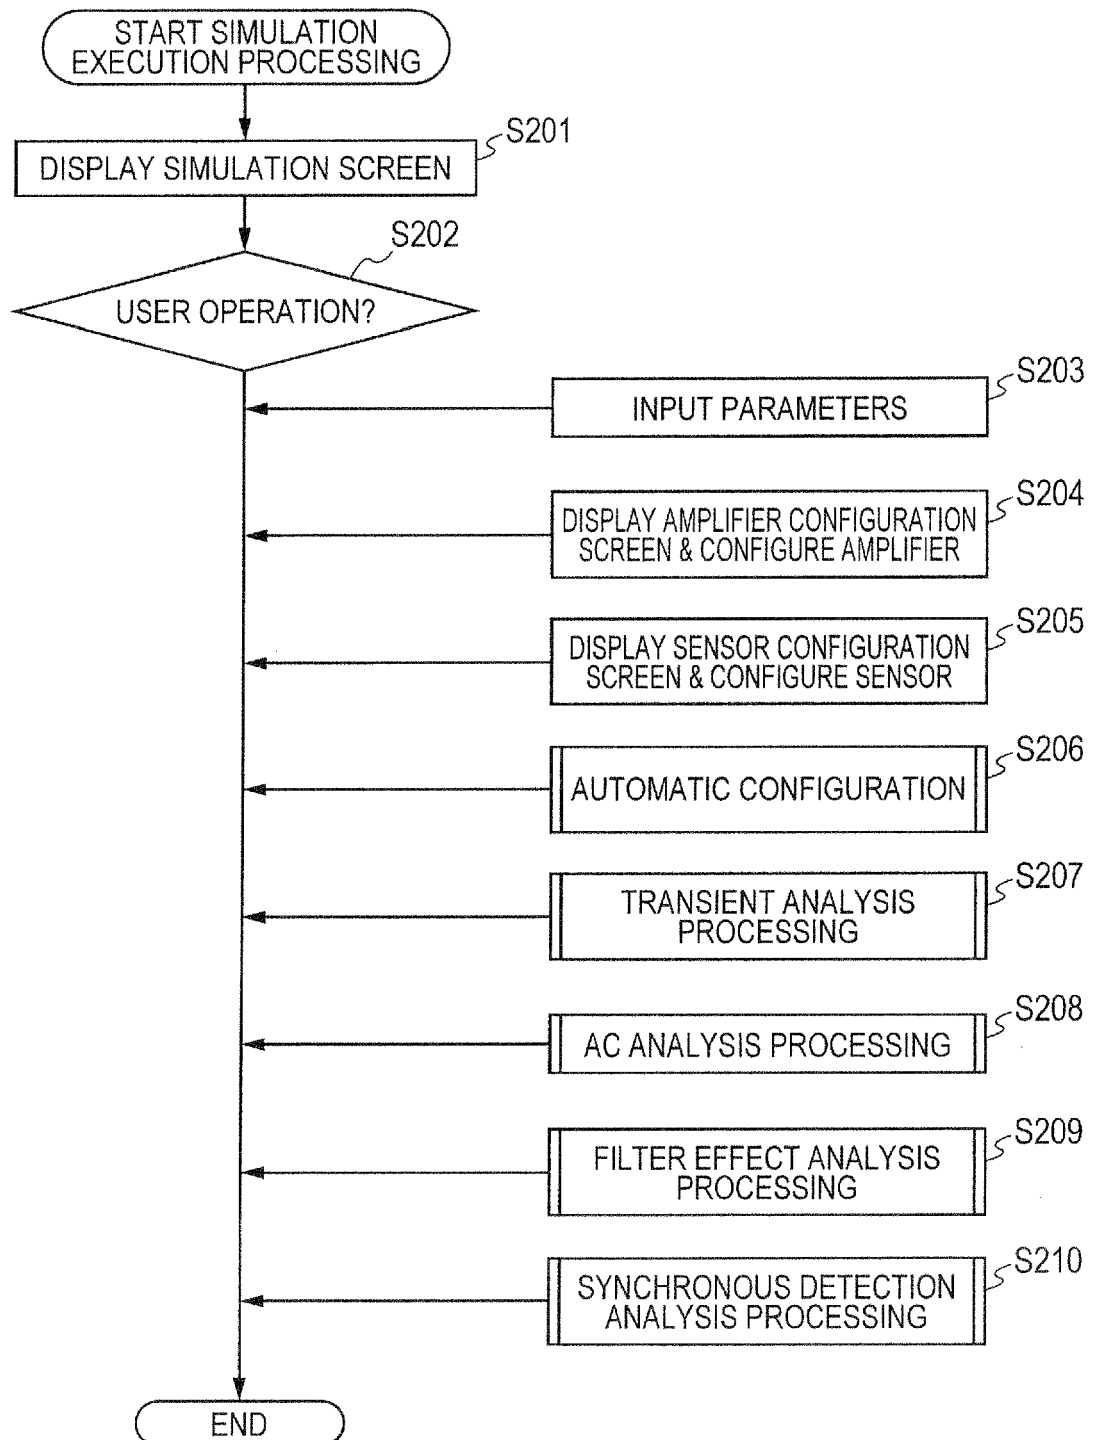 START SIMULATION
EXECUTION PROCESSING
S201
DISPLAY SIMULATION SCREEN
S202
USER OPERATION?
S203
INPUT PARAMETERS
S204
DISPLAY AMPLIFIER CONFIGURATION
SCREEN & CONFIGURE AMPLIFIER
S205
DISPLAY SENSOR CONFIGURATION
SCREEN & CONFIGURE SENSOR
S206
AUTOMATIC CONFIGURATION
S207
TRANSIENT ANALYSIS
PROCESSING
S208
AC ANALYSIS PROCESSING
S209
FILTER EFFECT ANALYSIS
PROCESSING
S210
SYNCHRONOUS DETECTION
ANALYSIS PROCESSING
END